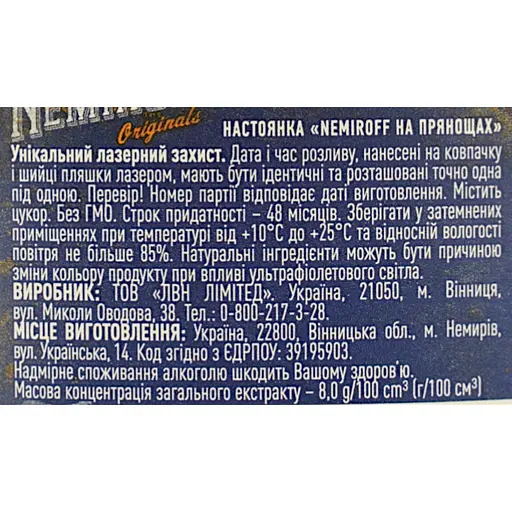 NEMIROFF
Originals
НАСТОЯНКА «NEMIROFF НА ПРЯНОЩАХ»
Унікальний лазерний захист. Дата і час розливу, нанесені на ковпачку
і шийці пляшки лазером, мають бути ідентичні та розташовані точно одна
під одною. Перевір! Номер партії відповідає даті виготовлення. Містить
цукор. Без ГМО. Строк придатності – 48 місяців. Зберігати у затемнених
приміщеннях при температурі від +10°С до +25°С та відносній вологості
повітря не більше 85%. Натуральні інгредієнти можуть бути причиною
зміни кольору продукту при впливі ультрафіолетового світла.
ВИРОБНИК: ТОВ «ЛВН ЛІМІТЕД». Україна, 21050, м. Вінниця,
вул. Миколи Оводова, 38. Тел.: 0-800-217-3-28.
МІСЦЕ ВИГОТОВЛЕННЯ: Україна, 22800, Вінницька обл., м. Немирів,
вул. Українська, 14. Код згідно з ЄДРПОУ: 39195903.
Надмірне споживання алкоголю шкодить Вашому здоров'ю.
Масова концентрація загального екстракту – 8,0 g/100 cm³ (г/100 см³)